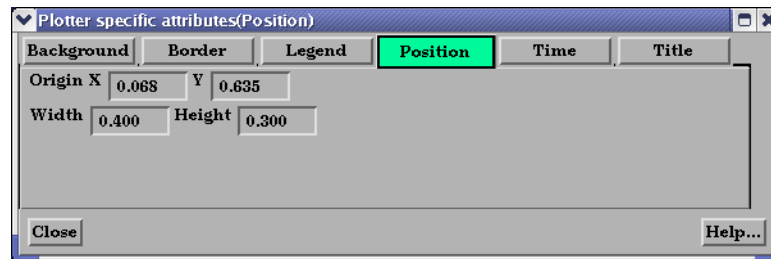 Plotter specific attributes(Position)
Background Border Legend Position Time Title
Origin X 0.068 Y 0.635
Width 0.400 Height 0.300
Close Help...